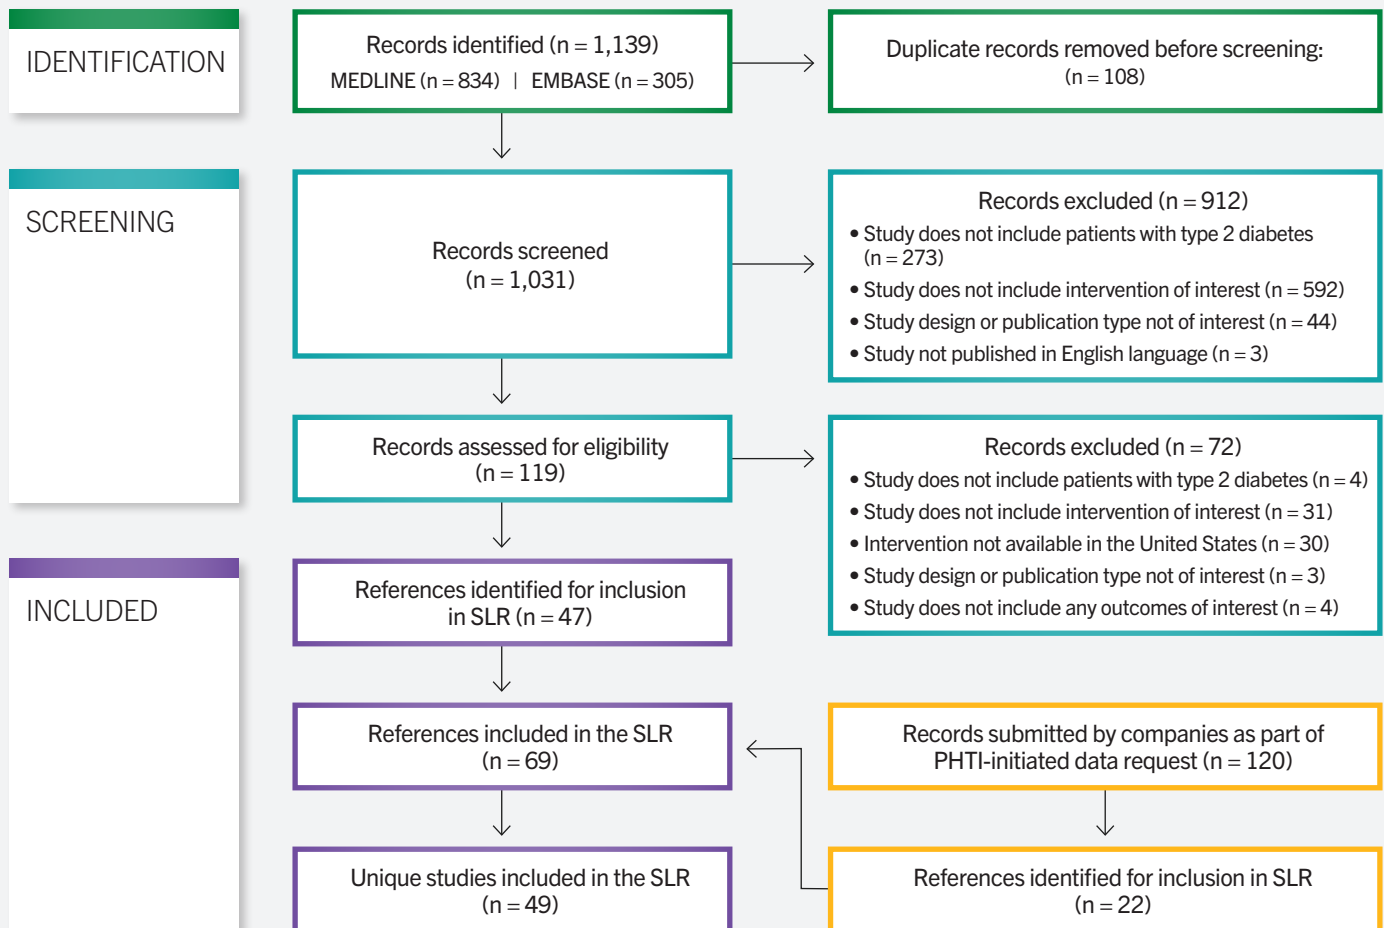 IDENTIFICATION
Records identified (n = 1,139)
MEDLINE (n = 834) | EMBASE (n = 305)
Duplicate records removed before screening:
(n = 108)
SCREENING
Records screened
(n = 1,031)
Records excluded (n = 912)
• Study does not include patients with type 2 diabetes
(n = 273)
• Study does not include intervention of interest (n = 592)
• Study design or publication type not of interest (n = 44)
• Study not published in English language (n = 3)
Records assessed for eligibility
(n = 119)
Records excluded (n = 72)
• Study does not include patients with type 2 diabetes (n = 4)
• Study does not include intervention of interest (n = 31)
• Intervention not available in the United States (n = 30)
• Study design or publication type not of interest (n = 3)
• Study does not include any outcomes of interest (n = 4)
INCLUDED
References identified for inclusion
in SLR (n = 47)
References included in the SLR
(n = 69)
Records submitted by companies as part of
PHTI-initiated data request (n = 120)
Unique studies included in the SLR
(n = 49)
References identified for inclusion in SLR
(n = 22)